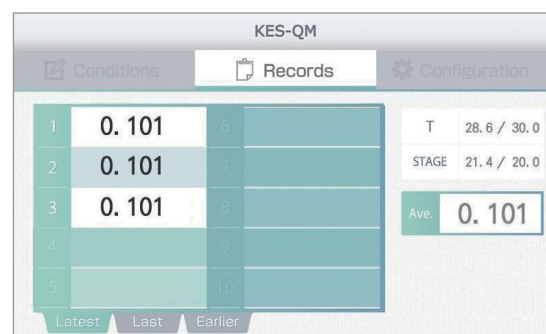 KES-QM
Conditions Records Configuration
1 0.101 6
2 0.101 7
3 0.101 8
4 9
5 10
T 28.6 / 30.0
STAGE 21.4 / 20.0
Ave. 0.101
Latest Last Earlier